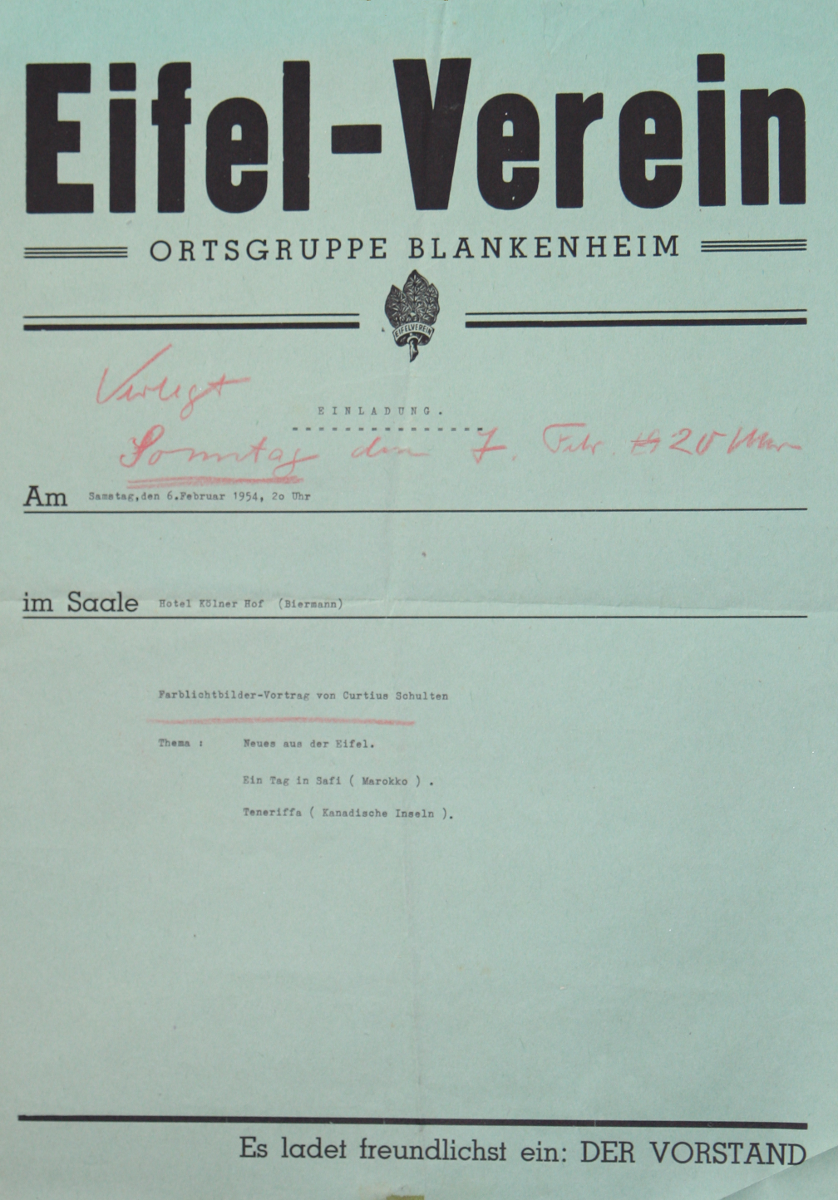 Eifel-Verein
ORTSGRUPPE BLANKENHEIM
EIFELVEREIN
Verlegt
EINLADUNG.
Sonntag den 7. Febr. 20 Uhr
Am Samstag,den 6.Februar 1954, 2o Uhr
im Saale Hotel Kölner Hof (Biermann)
Farblichtbilder-Vortrag von Curtius Schulten
Thema : Neues aus der Eifel.
Ein Tag in Safi ( Marokko ) .
Teneriffa ( Kanadische Inseln ).
Es ladet freundlichst ein: DER VORSTAND